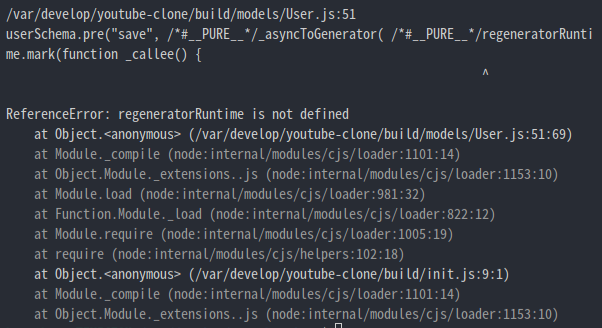 /var/develop/youtube-clone/build/models/User.js:51
userSchema.pre("save", /*#__PURE__*/_asyncToGenerator( /*#__PURE__*/regeneratorRunti
me.mark(function _callee() {
^
ReferenceError: regeneratorRuntime is not defined
at Object.<anonymous> (/var/develop/youtube-clone/build/models/User.js:51:69)
at Module._compile (node:internal/modules/cjs/loader:1101:14)
at Object.Module._extensions..js (node:internal/modules/cjs/loader:1153:10)
at Module.load (node:internal/modules/cjs/loader:981:32)
at Function.Module._load (node:internal/modules/cjs/loader:822:12)
at Module.require (node:internal/modules/cjs/loader:1005:19)
at require (node:internal/modules/cjs/helpers:102:18)
at Object.<anonymous> (/var/develop/youtube-clone/build/init.js:9:1)
at Module._compile (node:internal/modules/cjs/loader:1101:14)
at Object.Module._extensions..js (node:internal/modules/cjs/loader:1153:10)